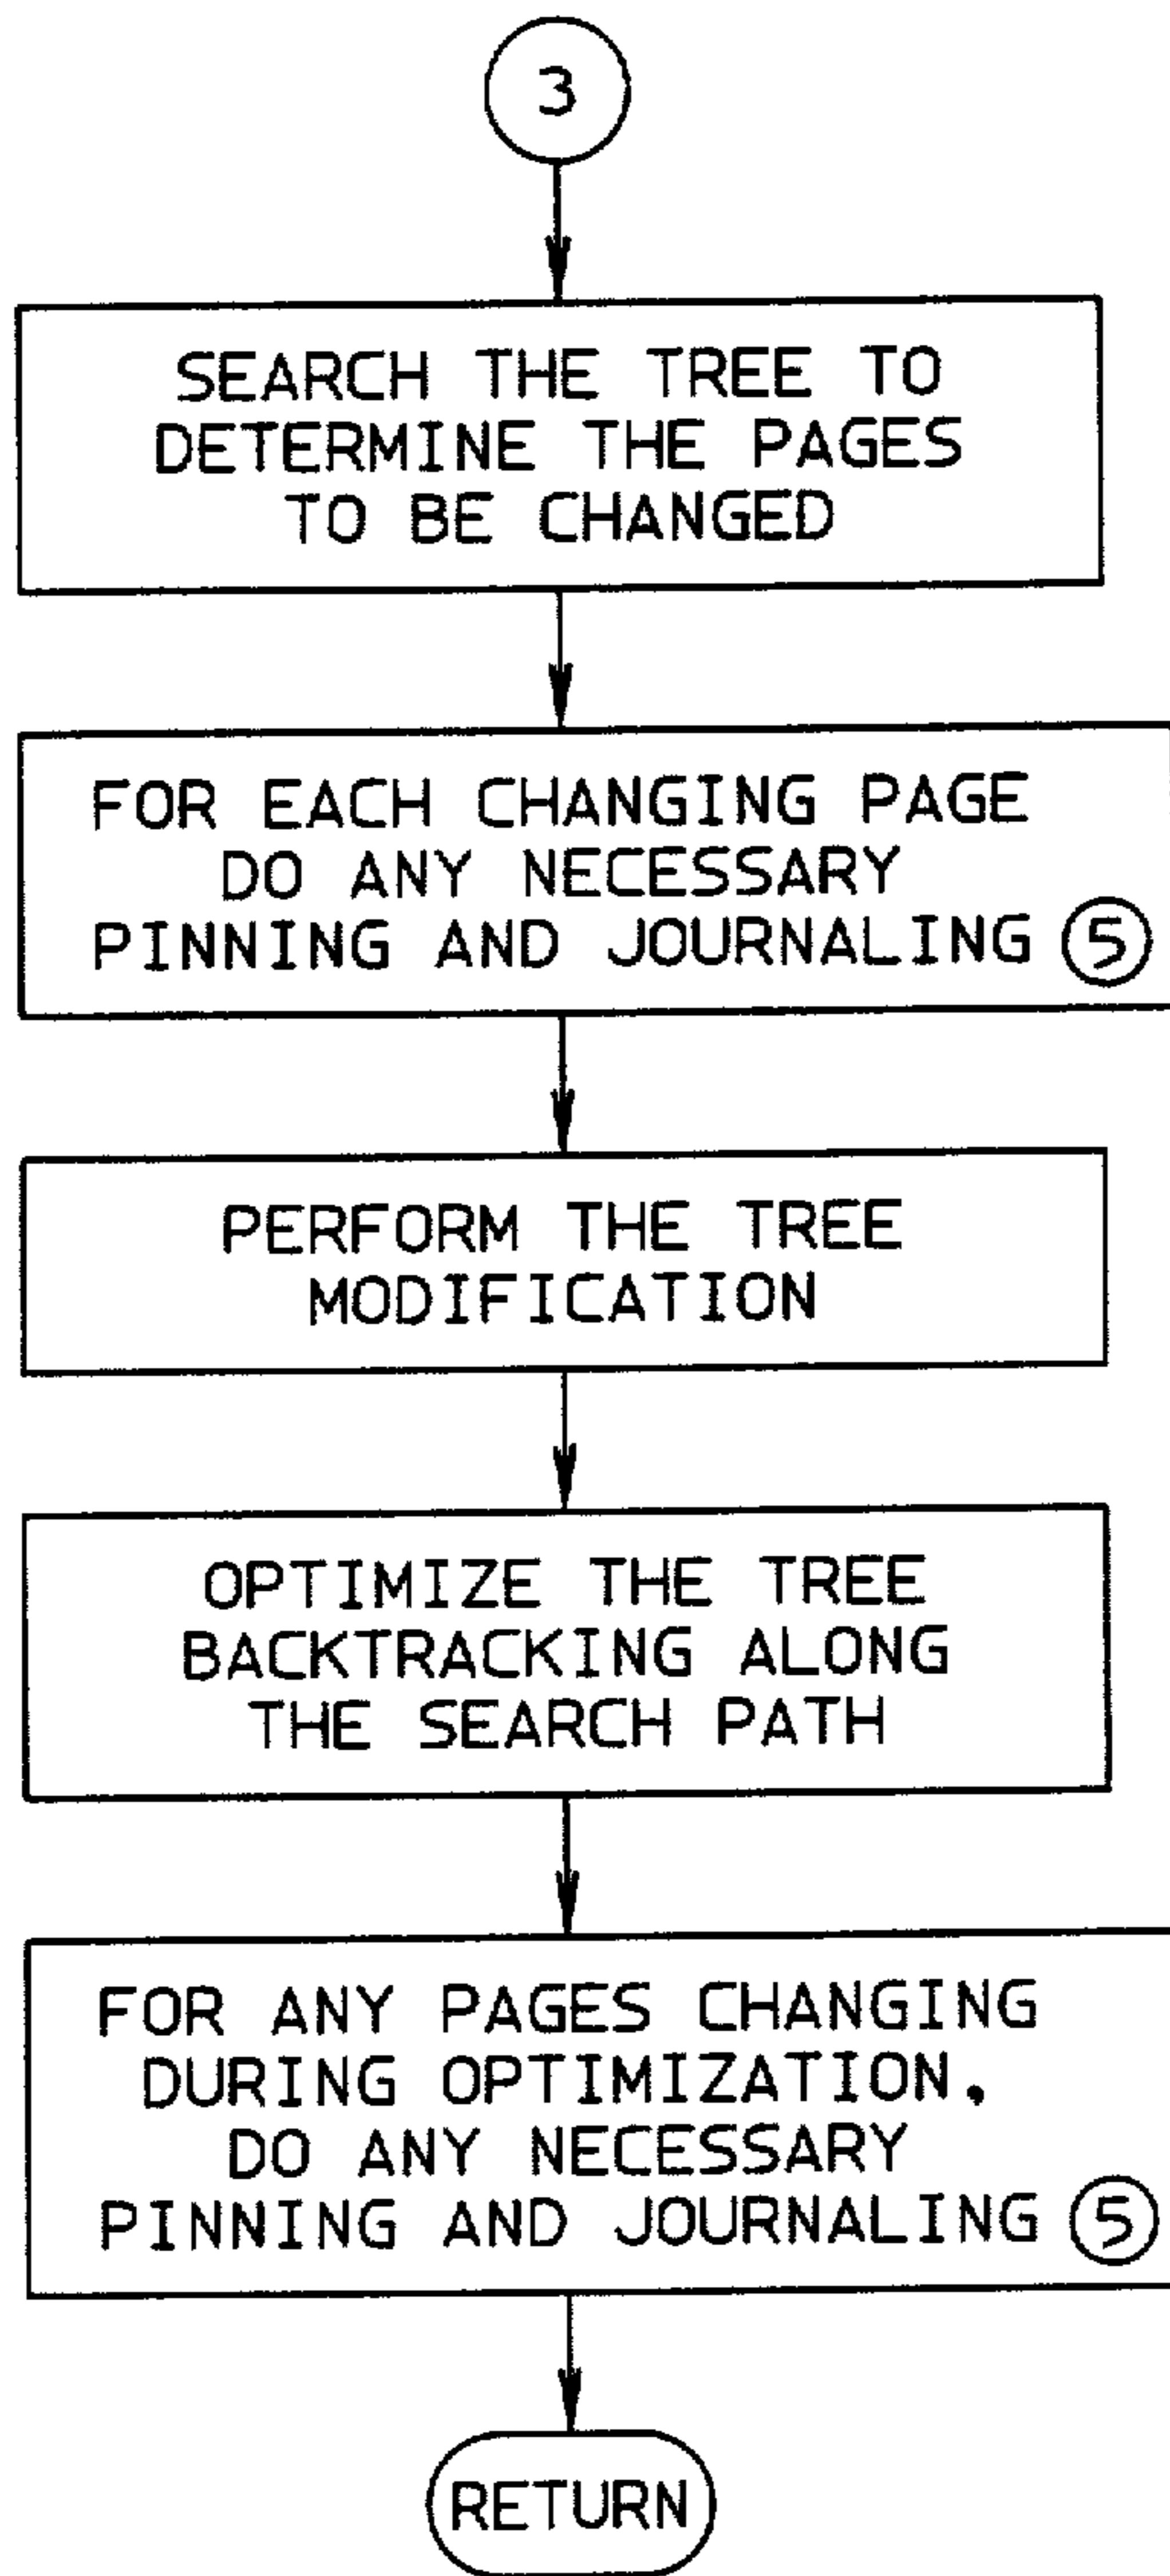 3
SEARCH THE TREE TO
DETERMINE THE PAGES
TO BE CHANGED
FOR EACH CHANGING PAGE
DO ANY NECESSARY
PINNING AND JOURNALING 5
PERFORM THE TREE
MODIFICATION
OPTIMIZE THE TREE
BACKTRACKING ALONG
THE SEARCH PATH
FOR ANY PAGES CHANGING
DURING OPTIMIZATION.
DO ANY NECESSARY
PINNING AND JOURNALING 5
RETURN